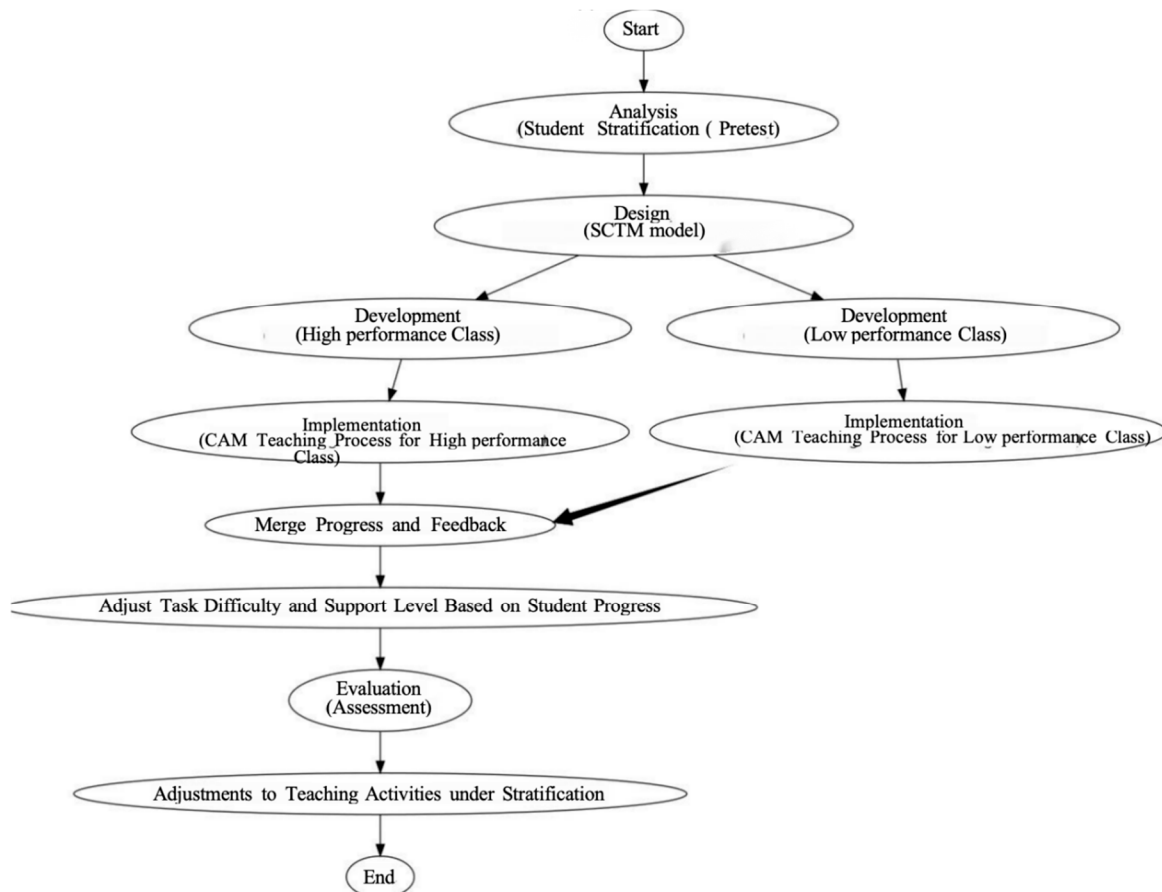 Start
Analysis
(Student Stratification ( Pretest)
Design
(SCTM model)
Development
(High performance Class)
Development
(Low performance Class)
Implementation
(CAM Teaching Process for High performance
Class)
Implementation
(CAM Teaching Process for Low performance Class)
Merge Progress and Feedback
Adjust Task Difficulty and Support Level Based on Student Progress
Evaluation
(Assessment)
Adjustments to Teaching Activities under Stratification
End